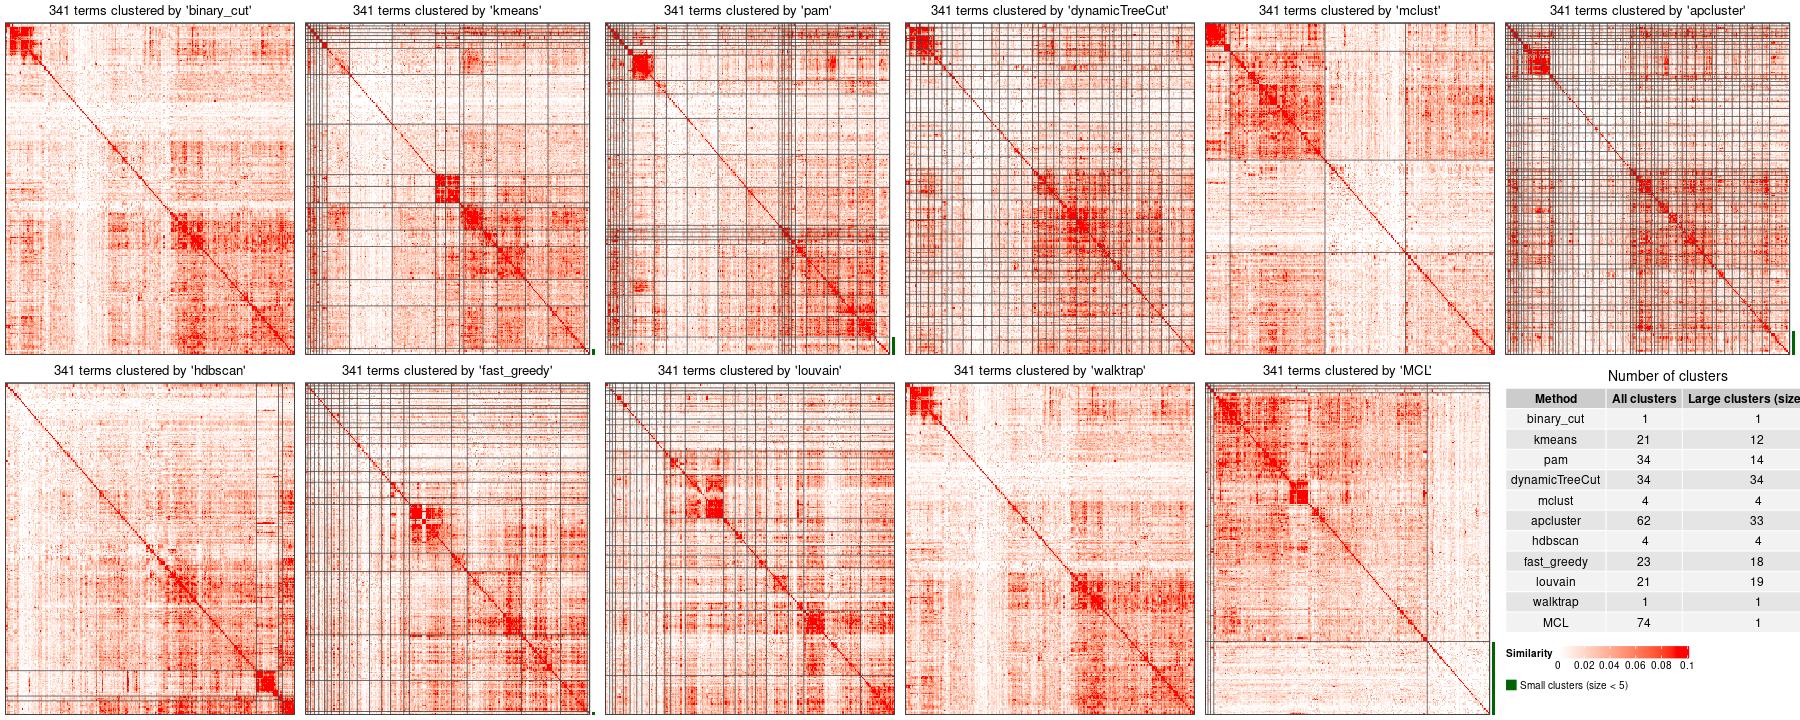 341 terms clustered by 'binary_cut'
341 terms clustered by 'kmeans'
341 terms clustered by 'pam'
341 terms clustered by 'dynamicTreeCut'
341 terms clustered by 'mclust'
341 terms clustered by 'apcluster'
341 terms clustered by 'hdbscan'
341 terms clustered by 'fast_greedy'
341 terms clustered by 'louvain'
341 terms clustered by 'walktrap'
341 terms clustered by 'MCL'
Number of clusters
Method All clusters Large clusters (size
binary_cut 1 1
kmeans 21 12
pam 34 14
dynamicTreeCut 34 34
mclust 4 4
apcluster 62 33
hdbscan 4 4
fast_greedy 23 18
louvain 21 19
walktrap 1 1
MCL 74 1
Similarity
0 0.02 0.04 0.06 0.08 0.1
Small clusters (size < 5)